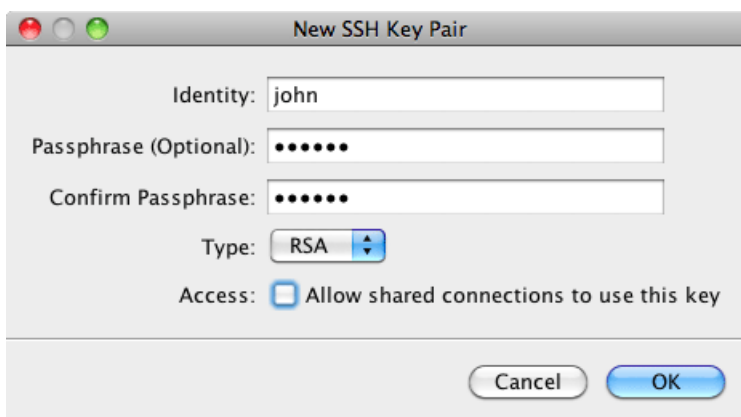 New SSH Key Pair
Identity: john
Passphrase (Optional): ••••••
Confirm Passphrase: ••••••
Type: RSA
Access: Allow shared connections to use this key
Cancel OK